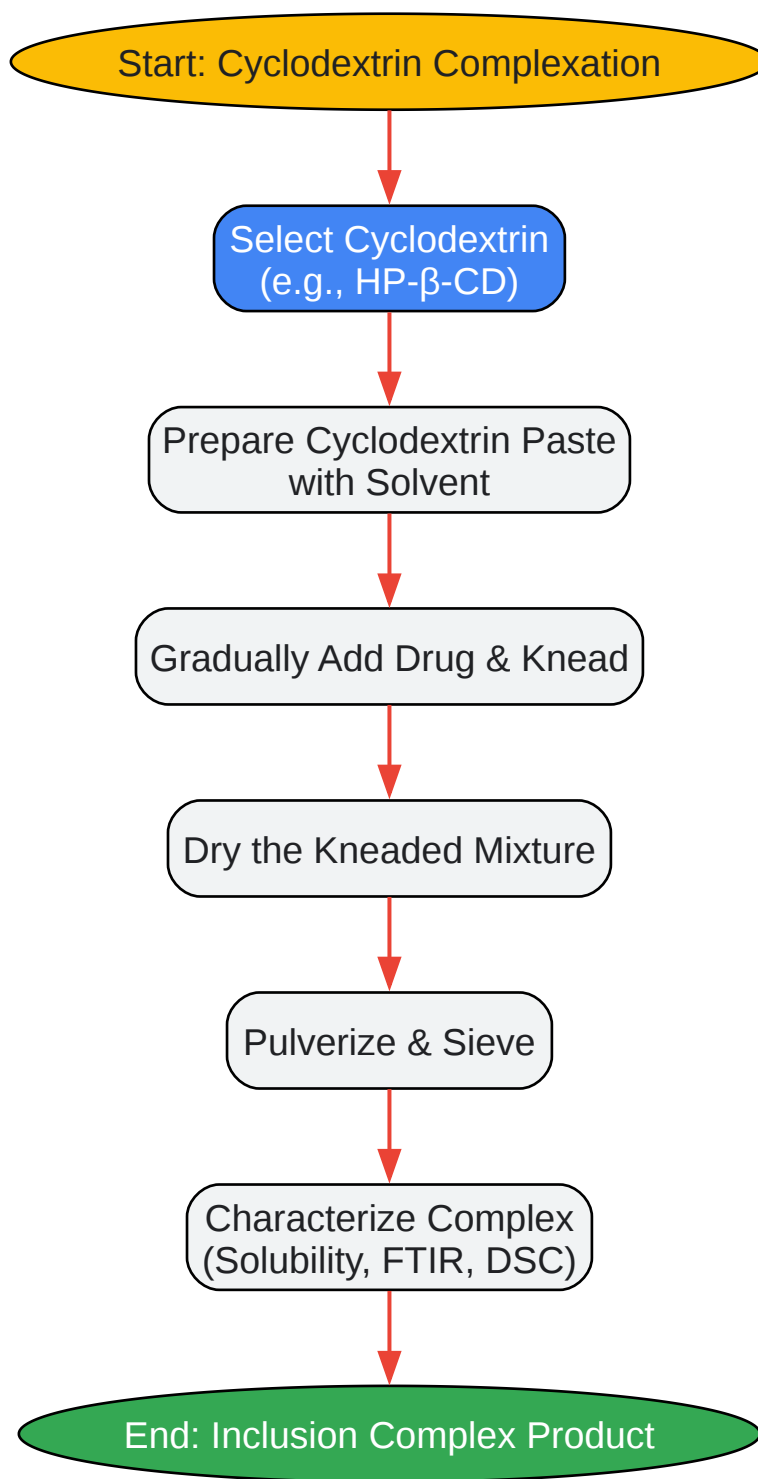 Start: Cyclodextrin Complexation
Select Cyclodextrin
(e.g., HP-β-CD)
Prepare Cyclodextrin Paste
with Solvent
Gradually Add Drug & Knead
Dry the Kneaded Mixture
Pulverize & Sieve
Characterize Complex
(Solubility, FTIR, DSC)
End: Inclusion Complex Product